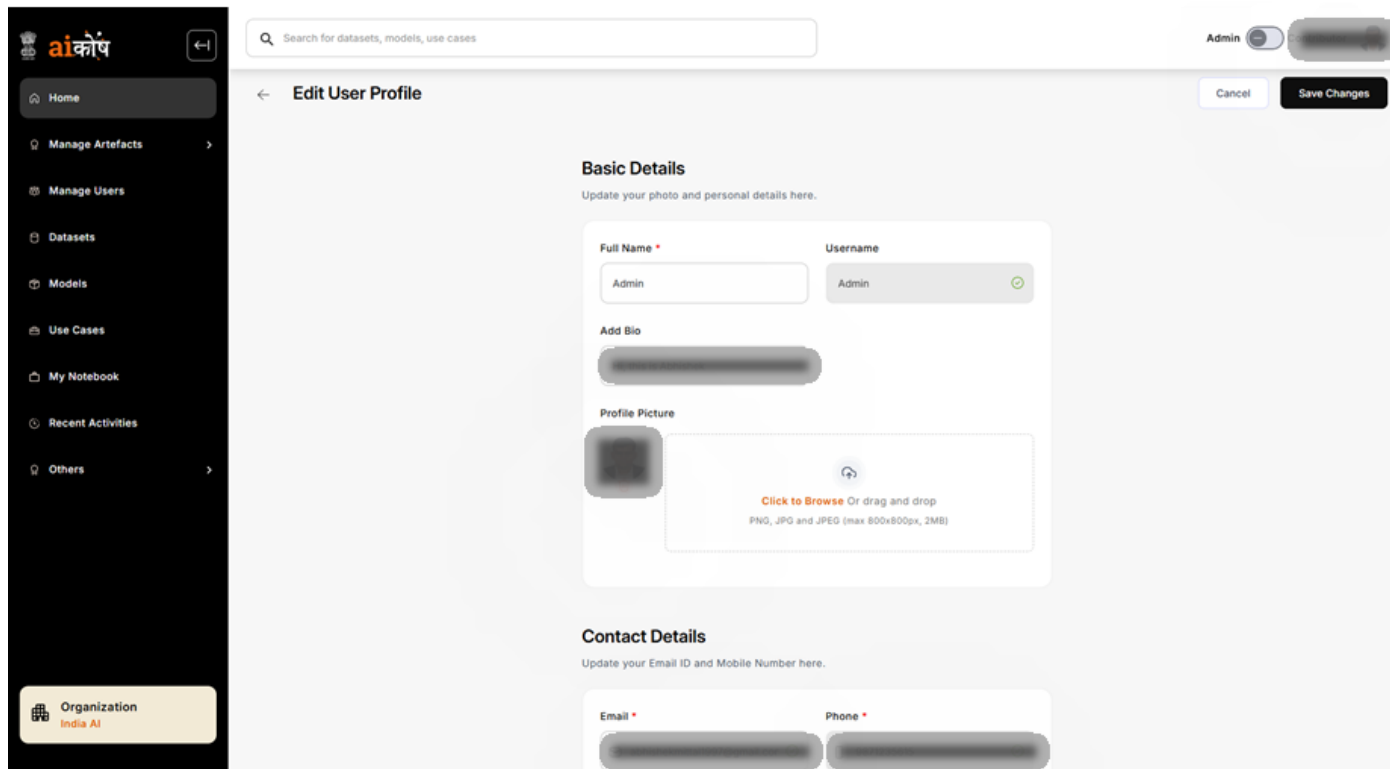 aiकोष
Search for datasets, models, use cases
Admin
Home
Manage Artefacts
Manage Users
Datasets
Models
Use Cases
My Notebook
Recent Activities
Others
Organization
India AI
Edit User Profile
Cancel
Save Changes
Basic Details
Update your photo and personal details here.
Full Name *
Username
Admin
Admin
Add Bio
Profile Picture
Click to Browse Or drag and drop
PNG, JPG and JPEG (max 800x800px, 2MB)
Contact Details
Update your Email ID and Mobile Number here.
Email *
Phone *